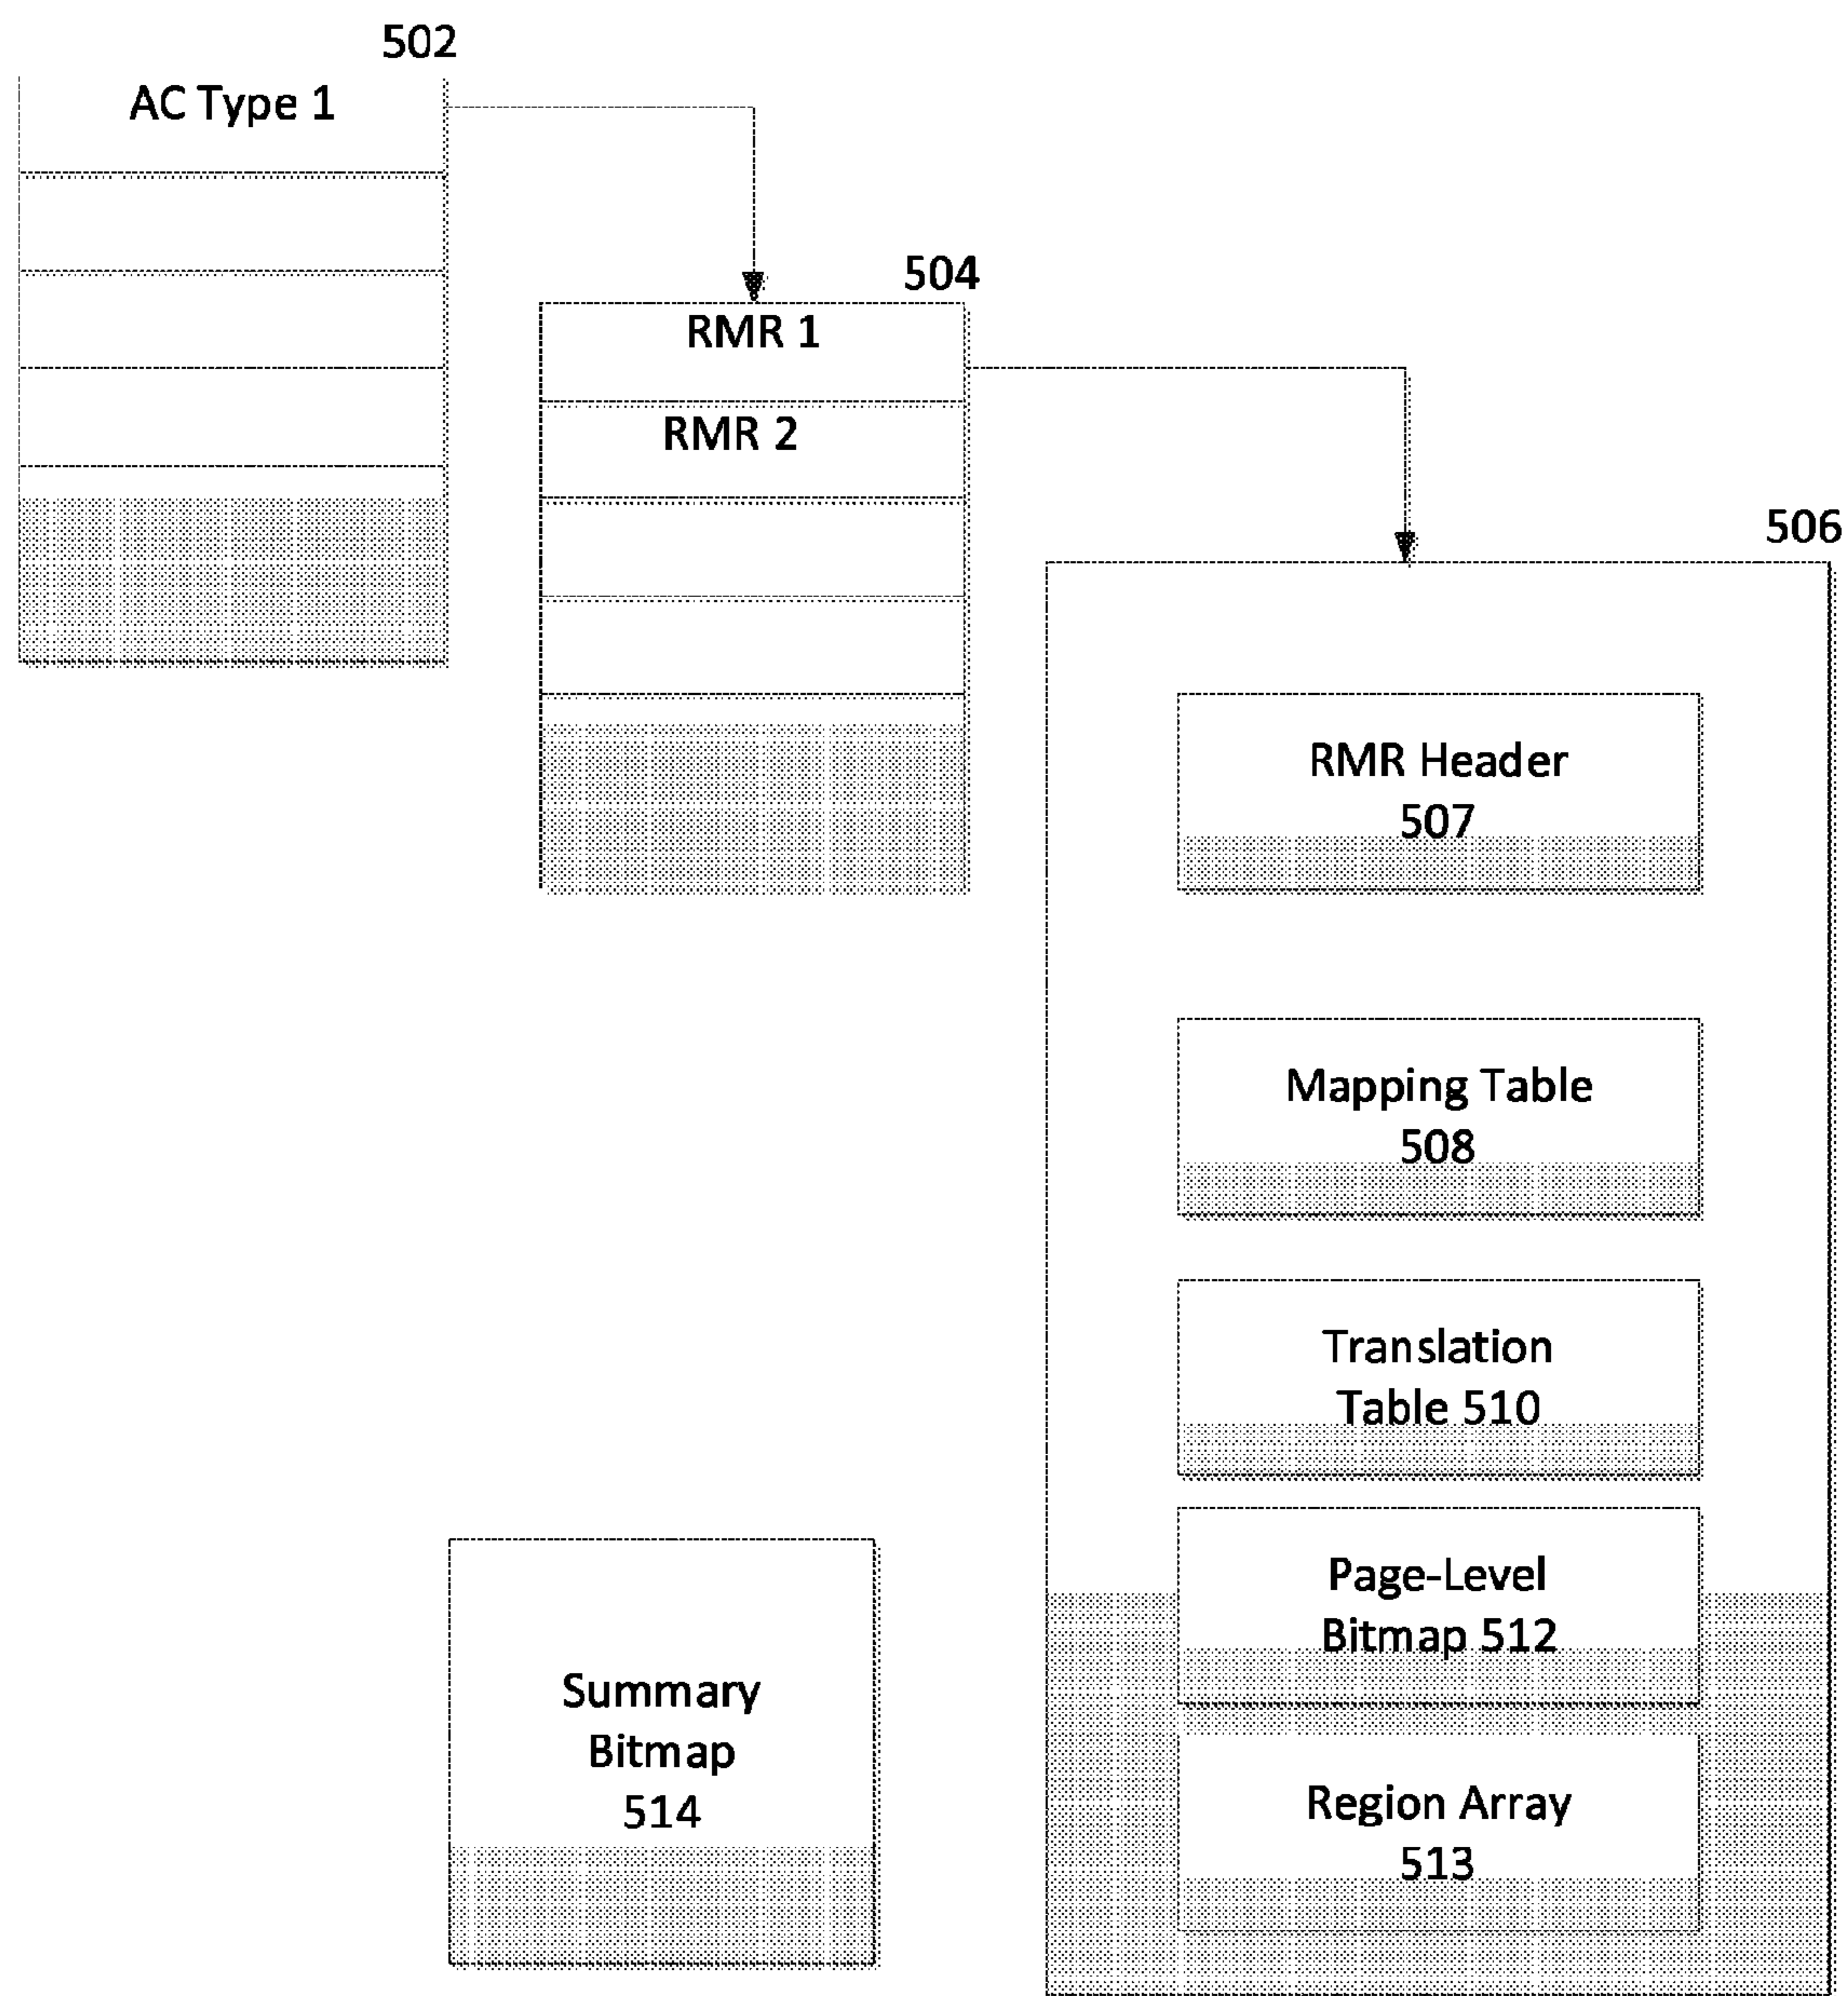 502
AC Type 1
504
RMR 1
RMR 2
506
RMR Header
507
Mapping Table
508
Translation
Table 510
Page-Level
Bitmap 512
Summary
Bitmap
514
Region Array
513